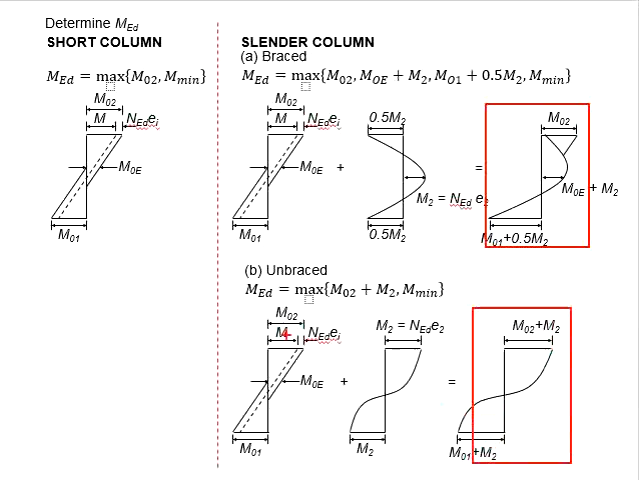 Determine M_Ed
SHORT COLUMN
M_Ed = max{M_02, M_min}
M_02
M N_Ed e_i
M_0E
M_01
SLENDER COLUMN
(a) Braced
M_Ed = max{M_02, M_0E + M_2, M_01 + 0.5M_2, M_min}
M_02 0.5M_2 M_02
M N_Ed e_i
M_0E + =
M_2 = N_Ed e_2 M_0E + M_2
M_01 0.5M_2 M_01+0.5M_2
(b) Unbraced
M_Ed = max{M_02 + M_2, M_min}
M_02 M_2 = N_Ed e_2 M_02+M_2
M N_Ed e_i
M_0E + =
M_01 M_2 M_01+M_2